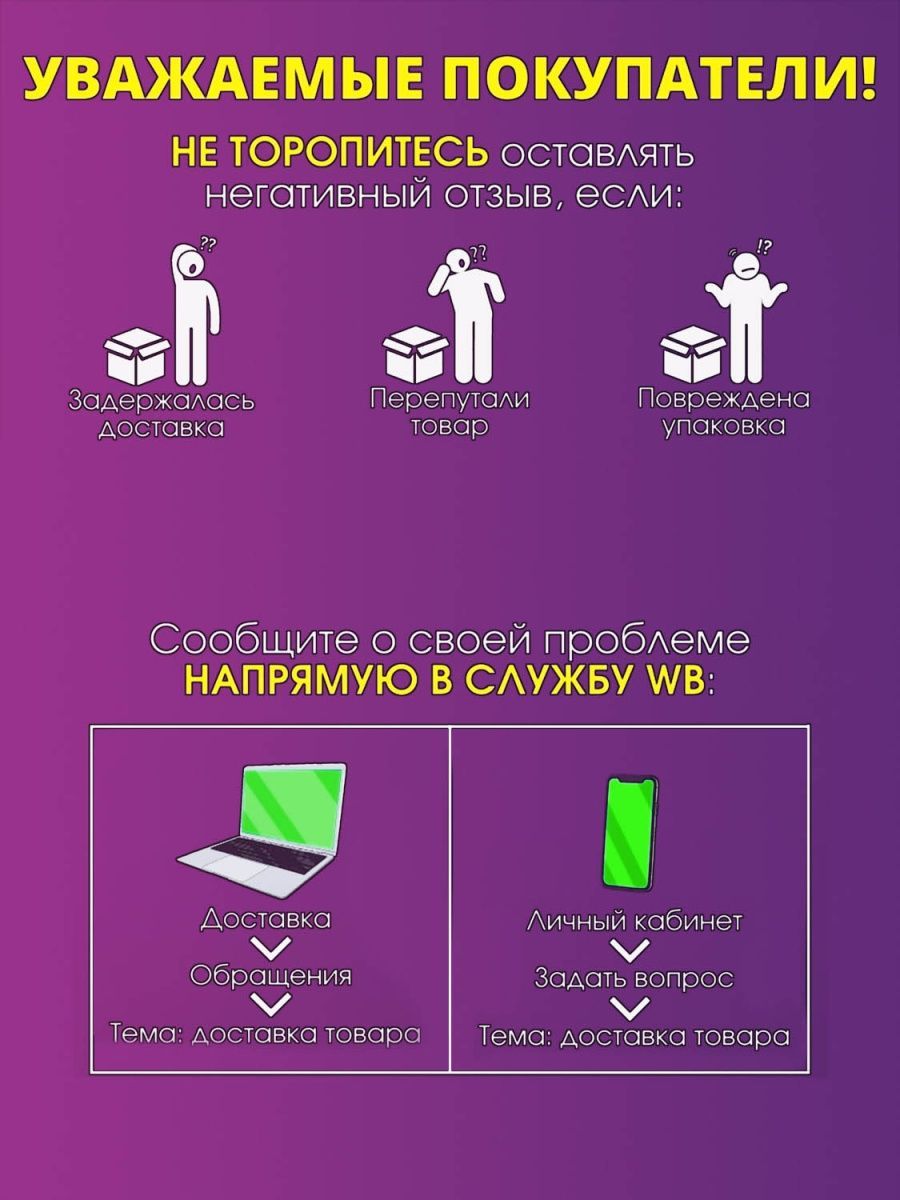 УВАЖАЕМЫЕ ПОКУПАТЕЛИ!
НЕ ТОРОПИТЕСЬ оставлять
негативный отзыв, если:
??
??
!?
Задержалась
доставка
Перепутали
товар
Повреждена
упаковка
Сообщите о своей проблеме
НАПРЯМУЮ В СЛУЖБУ WB:
Доставка
Обращения
Тема: доставка товара
Личный кабинет
Задать вопрос
Тема: доставка товара